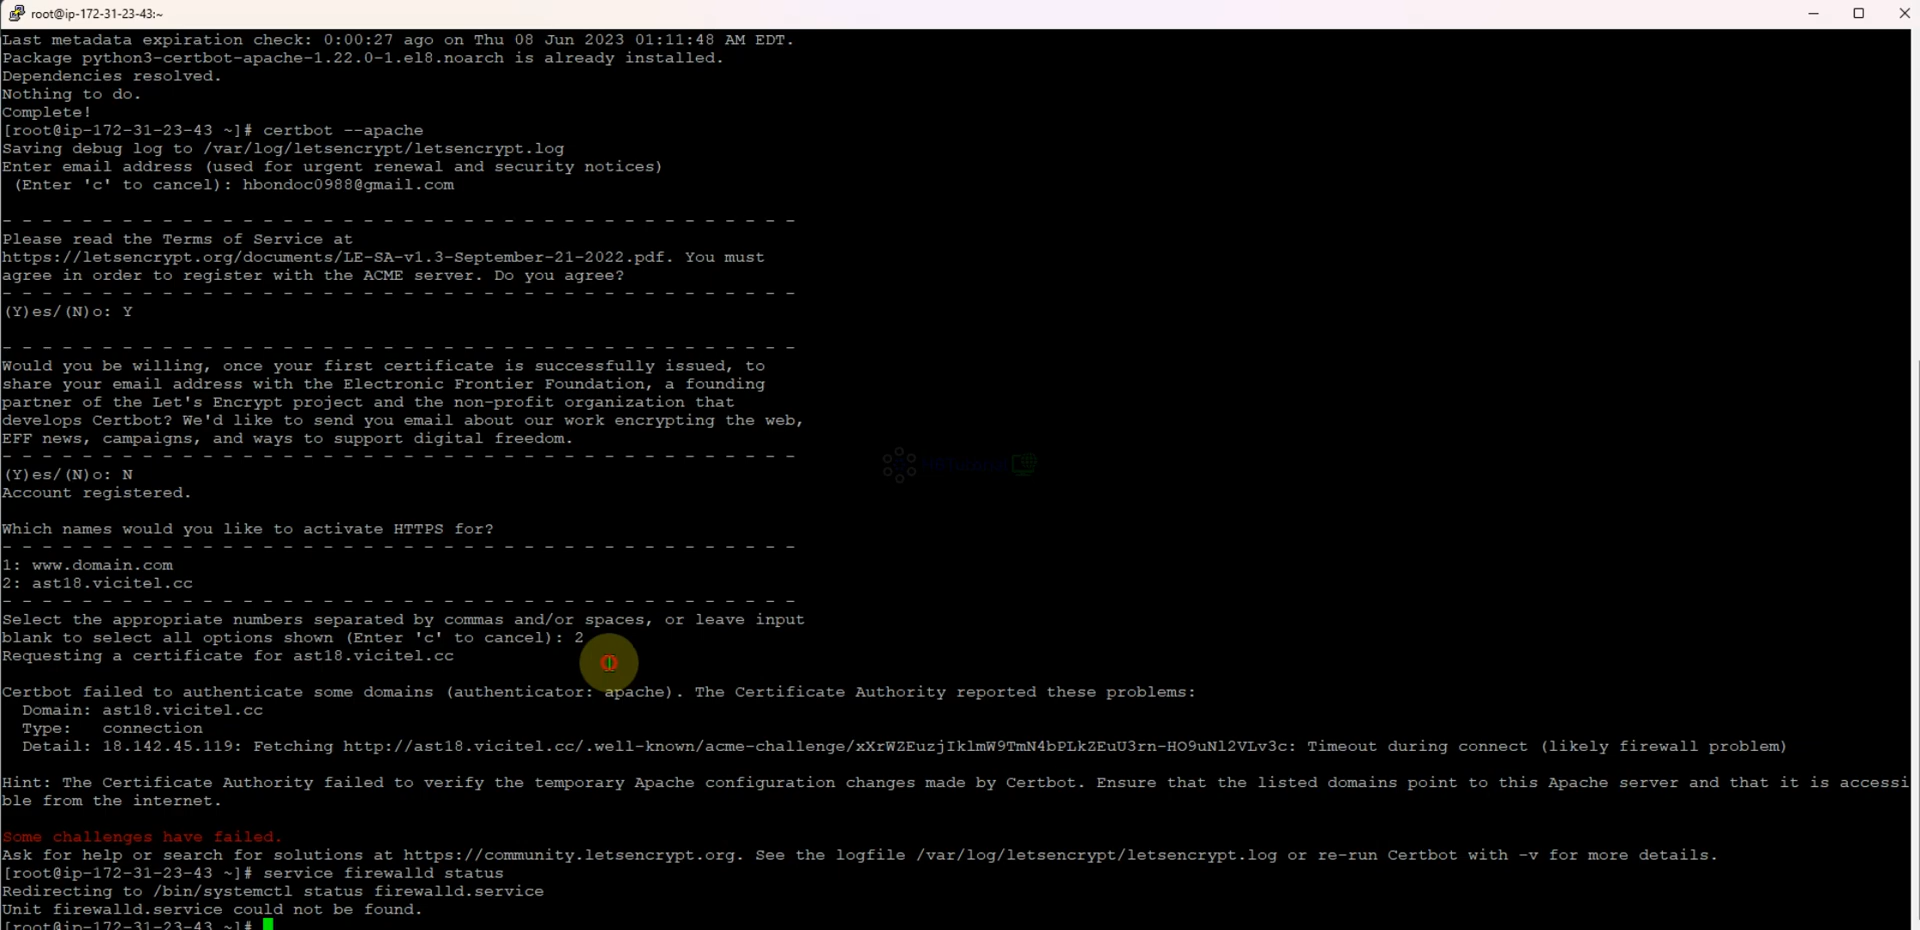 root@ip-172-31-23-43:~
Last metadata expiration check: 0:00:27 ago on Thu 08 Jun 2023 01:11:48 AM EDT.
Package python3-certbot-apache-1.22.0-1.el8.noarch is already installed.
Dependencies resolved.
Nothing to do.
Complete!
[root@ip-172-31-23-43 ~]# certbot --apache
Saving debug log to /var/log/letsencrypt/letsencrypt.log
Enter email address (used for urgent renewal and security notices)
(Enter 'c' to cancel): hbondoc0988@gmail.com
- - - - - - - - - - - - - - - - - - - - - - - - - - - - - - - - - - - - - - - -
Please read the Terms of Service at
https://letsencrypt.org/documents/LE-SA-v1.3-September-21-2022.pdf. You must
agree in order to register with the ACME server. Do you agree?
- - - - - - - - - - - - - - - - - - - - - - - - - - - - - - - - - - - - - - - -
(Y)es/(N)o: Y
- - - - - - - - - - - - - - - - - - - - - - - - - - - - - - - - - - - - - - - -
Would you be willing, once your first certificate is successfully issued, to
share your email address with the Electronic Frontier Foundation, a founding
partner of the Let's Encrypt project and the non-profit organization that
develops Certbot? We'd like to send you email about our work encrypting the web,
EFF news, campaigns, and ways to support digital freedom.
- - - - - - - - - - - - - - - - - - - - - - - - - - - - - - - - - - - - - - - -
(Y)es/(N)o: N
Account registered.
Which names would you like to activate HTTPS for?
- - - - - - - - - - - - - - - - - - - - - - - - - - - - - - - - - - - - - - - -
1: www.domain.com
2: ast18.vicitel.cc
- - - - - - - - - - - - - - - - - - - - - - - - - - - - - - - - - - - - - - - -
Select the appropriate numbers separated by commas and/or spaces, or leave input
blank to select all options shown (Enter 'c' to cancel): 2
Requesting a certificate for ast18.vicitel.cc
Certbot failed to authenticate some domains (authenticator: apache). The Certificate Authority reported these problems:
Domain: ast18.vicitel.cc
Type: connection
Detail: 18.142.45.119: Fetching http://ast18.vicitel.cc/.well-known/acme-challenge/xXrWZEuzjIklmW9TmN4bPLkZEuU3rn-HO9uNl2VLv3c: Timeout during connect (likely firewall problem)
Hint: The Certificate Authority failed to verify the temporary Apache configuration changes made by Certbot. Ensure that the listed domains point to this Apache server and that it is accessi
ble from the internet.
Some challenges have failed.
Ask for help or search for solutions at https://community.letsencrypt.org. See the logfile /var/log/letsencrypt/letsencrypt.log or re-run Certbot with -v for more details.
[root@ip-172-31-23-43 ~]# service firewalld status
Redirecting to /bin/systemctl status firewalld.service
Unit firewalld.service could not be found.
[root@ip-172-31-23-43 ~]#